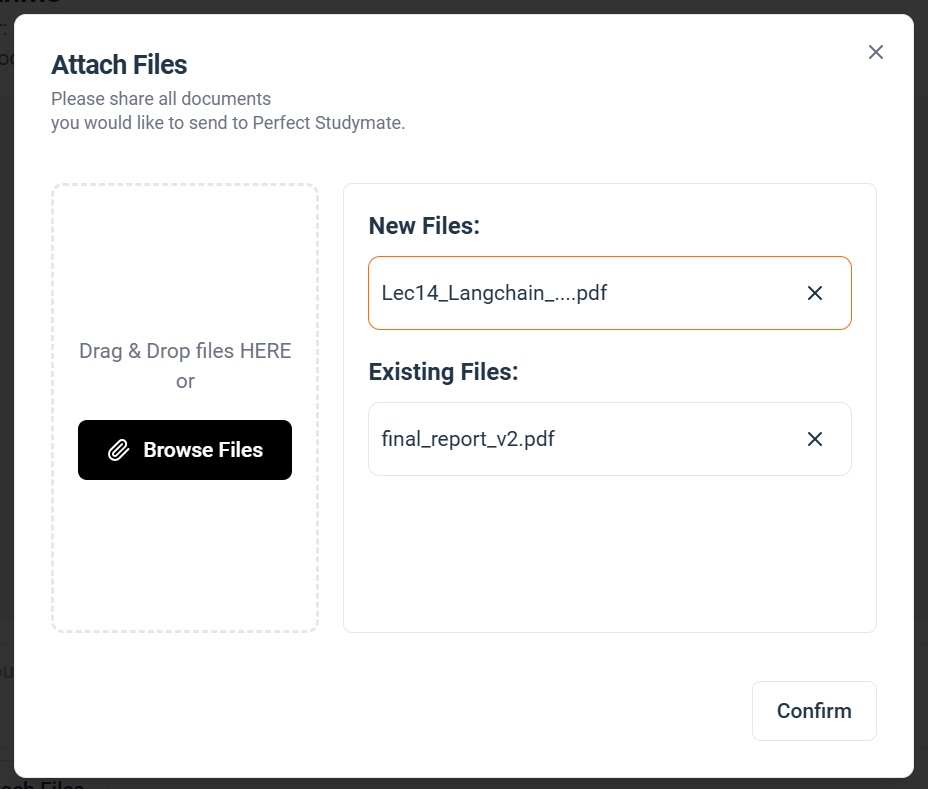 Attach Files
Please share all documents
you would like to send to Perfect Studymate.
Drag & Drop files HERE
or
Browse Files
New Files:
Lec14_Langchain_....pdf
Existing Files:
final_report_v2.pdf
Confirm